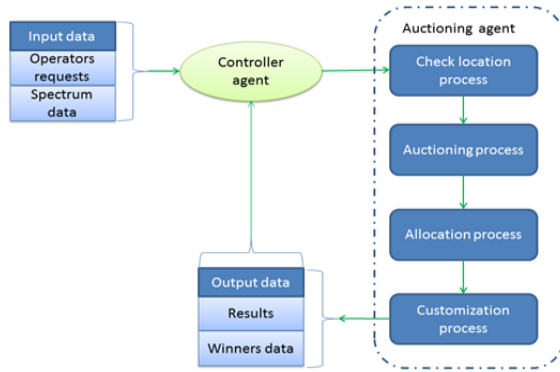 Input data
Operators
requests
Spectrum
data
Controller
agent
Auctioning agent
Check location
process
Auctioning process
Allocation process
Customization
process
Output data
Results
Winners data